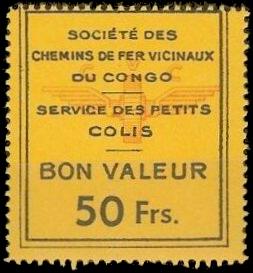 SOCIÉTÉ DES
CHEMINS DE FER VICINAUX
DU CONGO
SERVICE DES PETITS
COLIS
BON VALEUR
50 Frs.